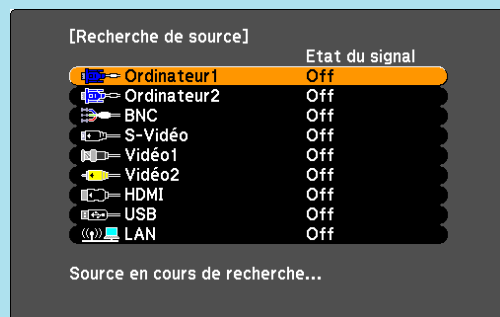 [Recherche de source]
Etat du signal
Ordinateur1 Off
Ordinateur2 Off
BNC Off
S-Vidéo Off
Vidéo1 Off
Vidéo2 Off
HDMI Off
USB Off
LAN Off
Source en cours de recherche...